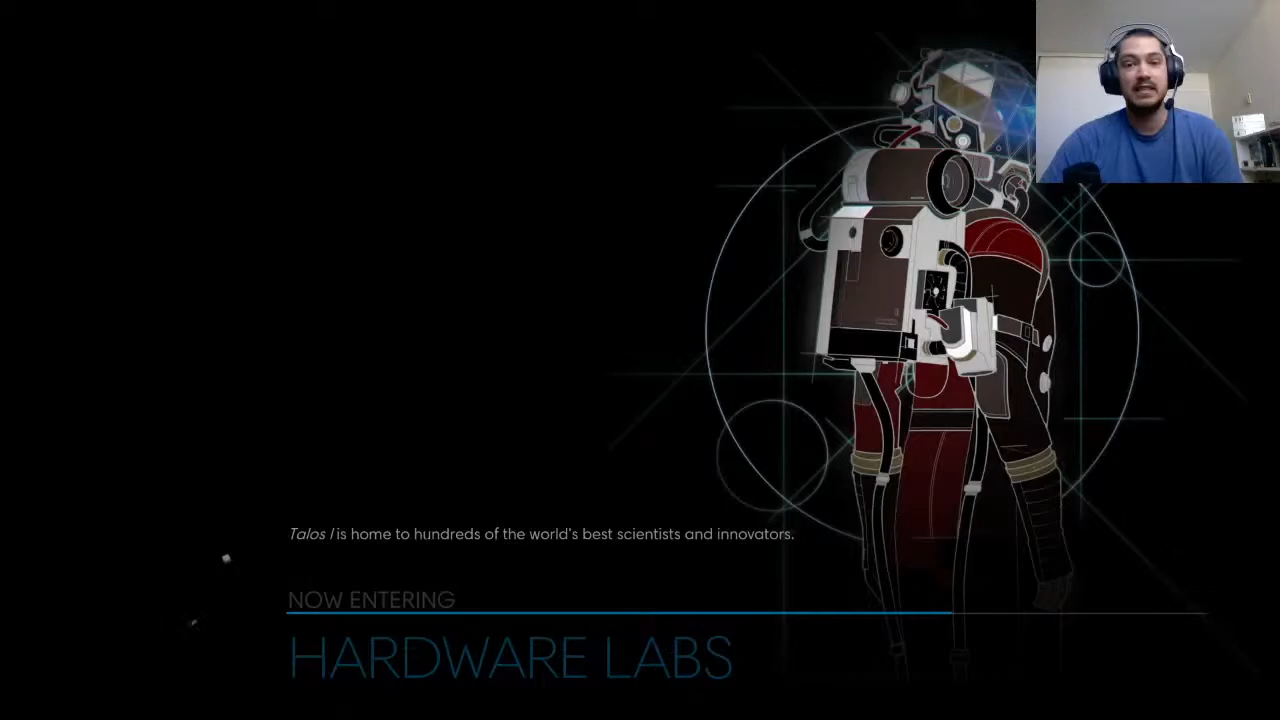 Talos I is home to hundreds of the world's best scientists and innovators.
NOW ENTERING
HARDWARE LABS